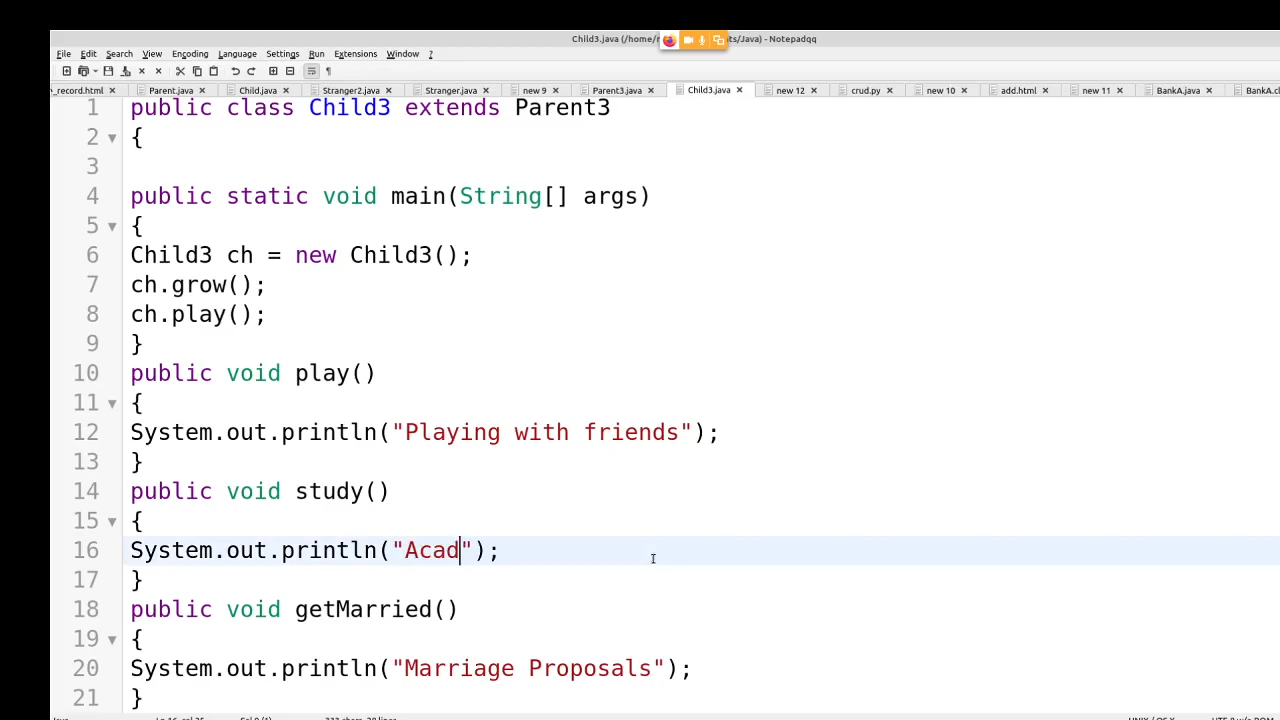 Child3.java (/home/ ts/Java) - Notepadqq
File Edit Search View Encoding Language Settings Run Extensions Window ?
_record.html Parent.java Child.java Stranger2.java Stranger.java new 9 Parent3.java Child3.java new 12 crud.py new 10 add.html new 11 BankA.java
1 public class Child3 extends Parent3
2 {
3
4 public static void main(String[] args)
5 {
6 Child3 ch = new Child3();
7 ch.grow();
8 ch.play();
9 }
10 public void play()
11 {
12 System.out.println("Playing with friends");
13 }
14 public void study()
15 {
16 System.out.println("Acad");
17 }
18 public void getMarried()
19 {
20 System.out.println("Marriage Proposals");
21 }